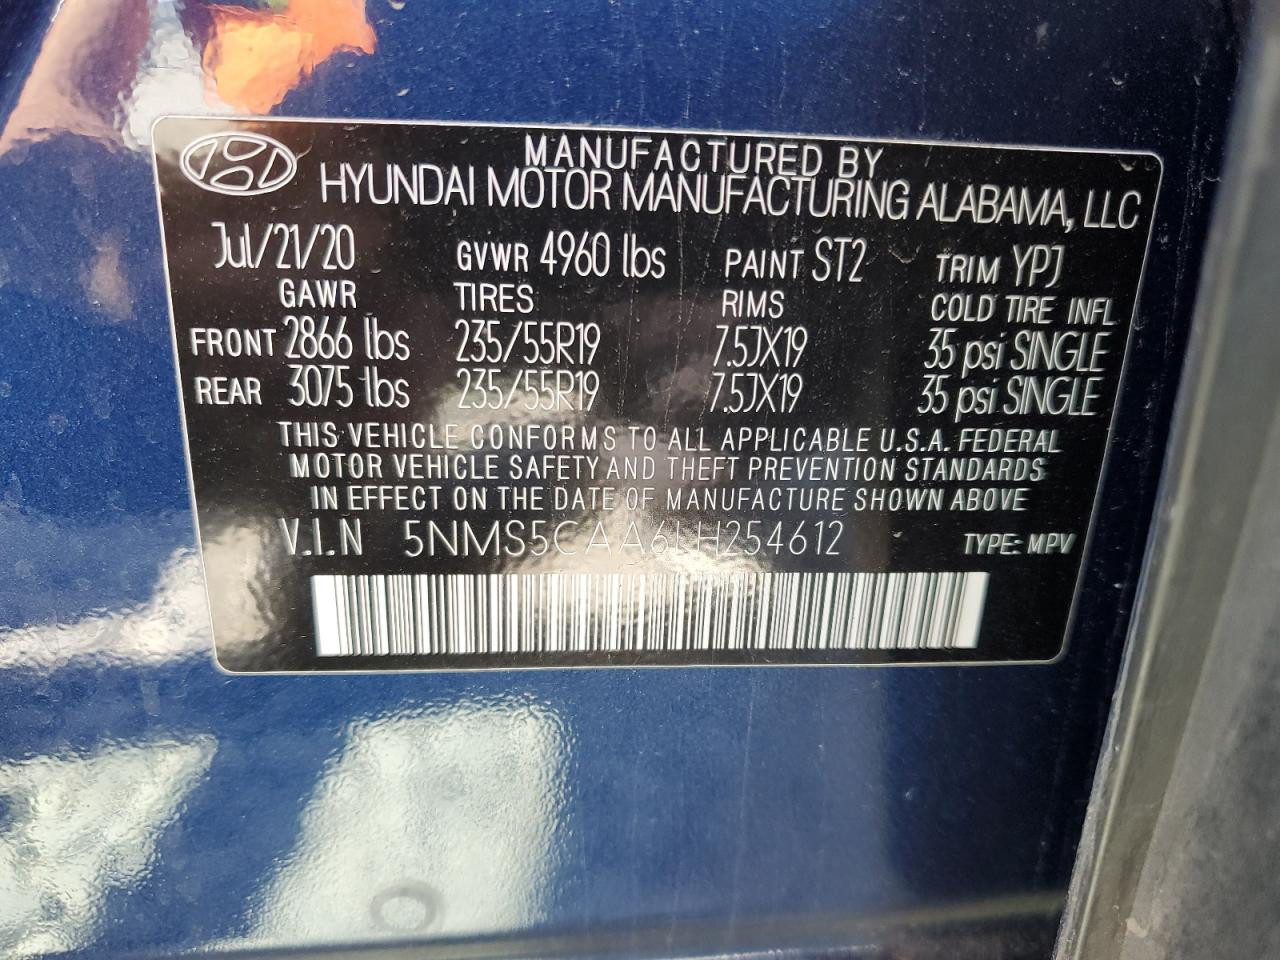 MANUFACTURED BY
HYUNDAI MOTOR MANUFACTURING ALABAMA, LLC
Jul/21/20 GVWR 4960 lbs PAINT ST2 TRIM YPJ
GAWR TIRES RIMS COLD TIRE INFL
FRONT 2866 lbs 235/55R19 7.5JX19 35 psi SINGLE
REAR 3075 lbs 235/55R19 7.5JX19 35 psi SINGLE
THIS VEHICLE CONFORMS TO ALL APPLICABLE U.S.A. FEDERAL
MOTOR VEHICLE SAFETY AND THEFT PREVENTION STANDARDS
IN EFFECT ON THE DATE OF MANUFACTURE SHOWN ABOVE
V.I.N 5NMS5CAA6LH254612 TYPE: MPV